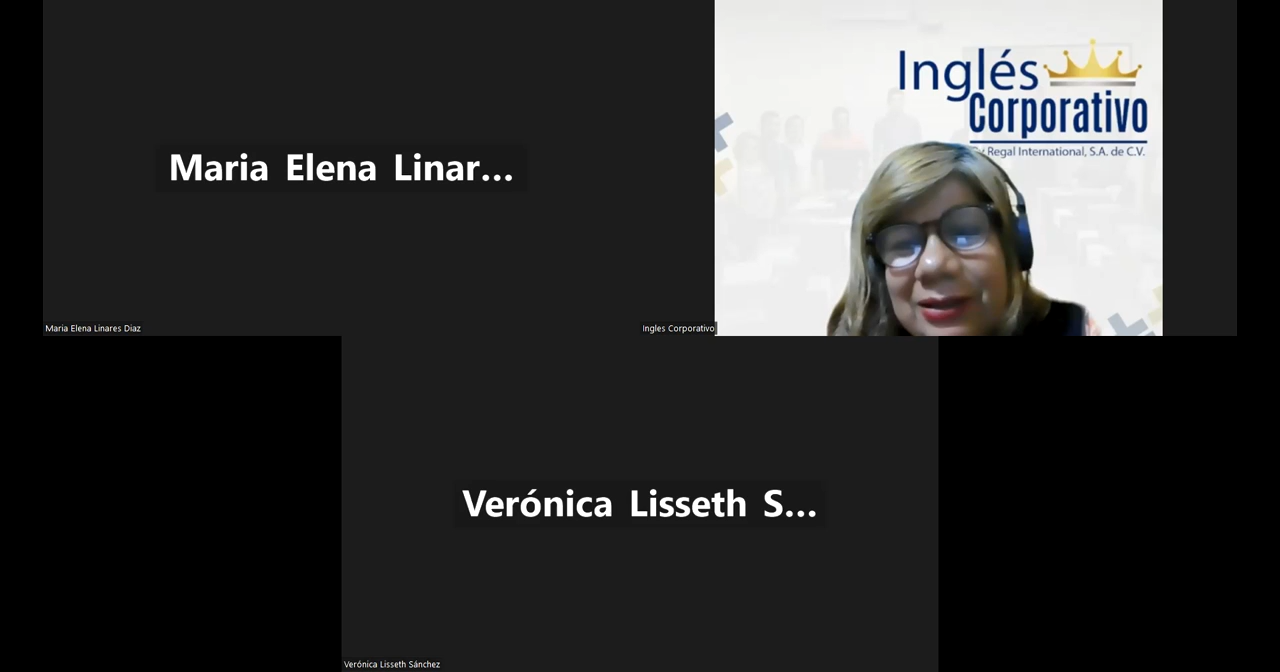 Maria Elena Linar...
Maria Elena Linares Diaz
Inglés
Corporativo
Regal International, S.A. de C.V.
Ingles Corporativo
Verónica Lisseth S...
Verónica Lisseth Sánchez